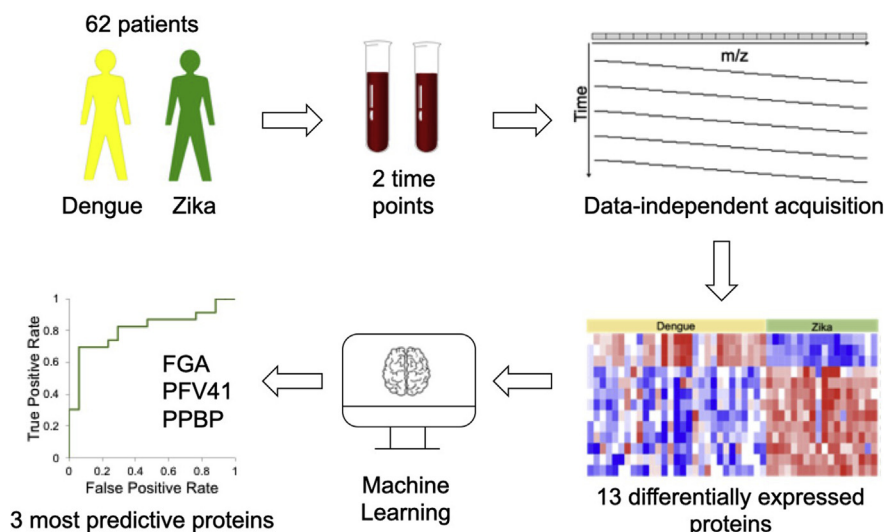 62 patients
Dengue
Zika
2 time
points
m/z
Time
Data-independent acquisition
Dengue
Zika
13 differentially expressed
proteins
Machine
Learning
True Positive Rate
1
0.8
0.6
0.4
0.2
0
FGA
PFV41
PPBP
0
0.2
0.4
0.6
0.8
1
False Positive Rate
3 most predictive proteins